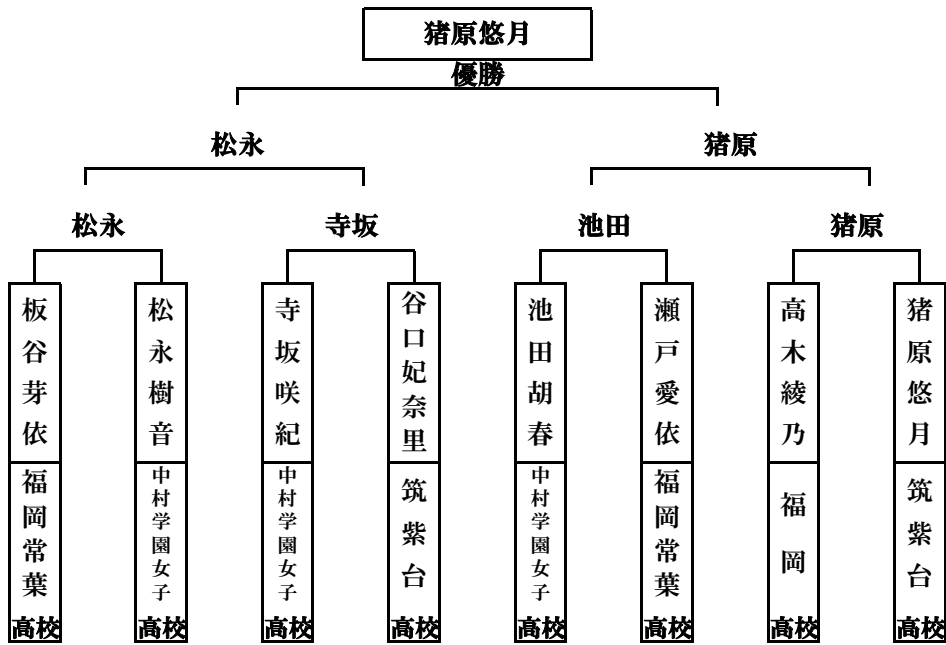 猪原悠月
優勝
松永
猪原
松永
寺坂
池田
猪原
板谷芽依
松永樹音
寺坂咲紀
谷口妃奈里
池田胡春
瀬戸愛依
高木綾乃
猪原悠月
福岡常葉
中村学園女子
中村学園女子
筑紫台
中村学園女子
福岡常葉
福岡
筑紫台
高校
高校
高校
高校
高校
高校
高校
高校